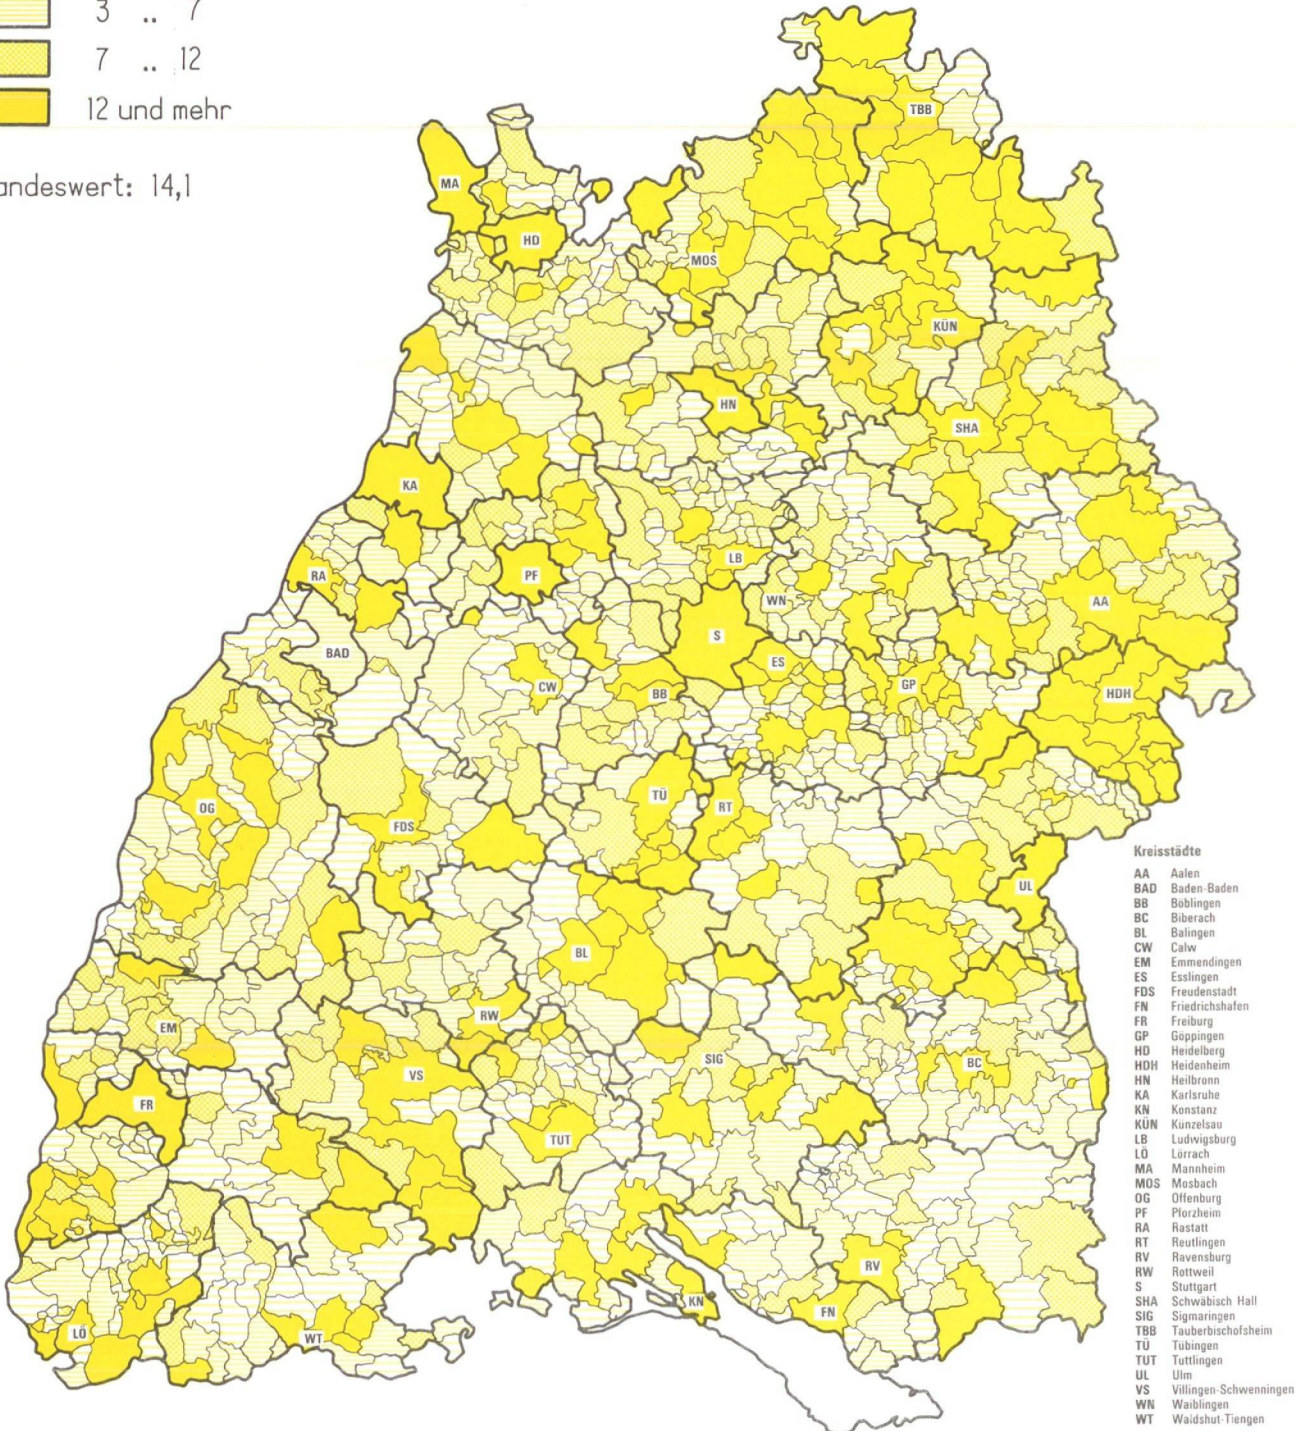 3 .. 7
7 .. 12
12 und mehr
andeswert: 14,1
TBB
MA
HD
MOS
KÜN
HN
SHA
KA
LB
RA
PF
WN
AA
S
BAD
ES
CW
BB
GP
HDH
TÜ
RT
OG
FDS
UL
BL
RW
EM
SIG
VS
BC
FR
TUT
RV
KN
FN
LÖ
WT
Kreisstädte
AA Aalen
BAD Baden-Baden
BB Böblingen
BC Biberach
BL Balingen
CW Calw
EM Emmendingen
ES Esslingen
FDS Freudenstadt
FN Friedrichshafen
FR Freiburg
GP Göppingen
HD Heidelberg
HDH Heidenheim
HN Heilbronn
KA Karlsruhe
KN Konstanz
KÜN Künzelsau
LB Ludwigsburg
LÖ Lörrach
MA Mannheim
MOS Mosbach
OG Offenburg
PF Pforzheim
RA Rastatt
RT Reutlingen
RV Ravensburg
RW Rottweil
S Stuttgart
SHA Schwäbisch Hall
SIG Sigmaringen
TBB Tauberbischofsheim
TÜ Tübingen
TUT Tuttlingen
UL Ulm
VS Villingen-Schwenningen
WN Waiblingen
WT Waldshut-Tiengen